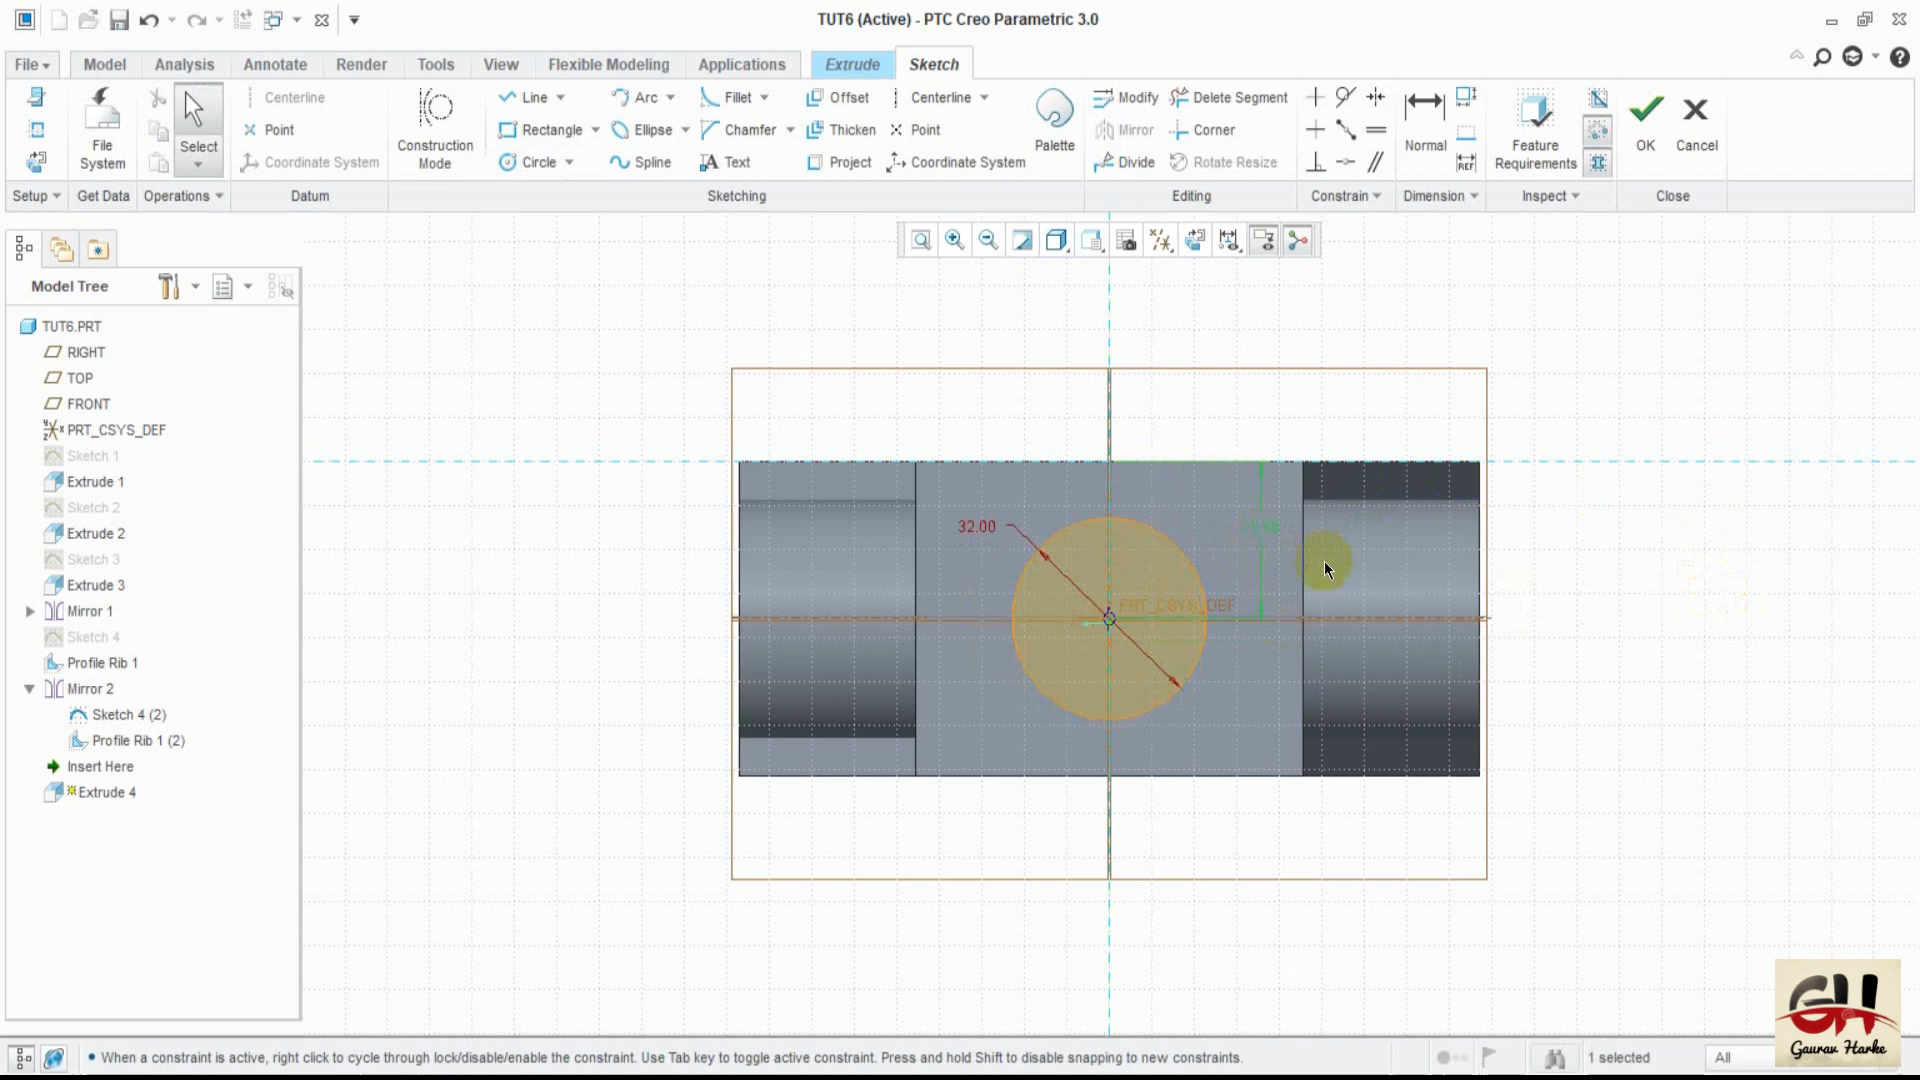 TUT6 (Active) - PTC Creo Parametric 3.0
File Model Analysis Annotate Render Tools View Flexible Modeling Applications Extrude Sketch
Centerline Line Arc Fillet Offset Centerline Modify Delete Segment
Point Rectangle Ellipse Chamfer Thicken Point Mirror Corner
Coordinate System Circle Spline Text Project Coordinate System Divide Rotate Resize
File System
Select
Construction Mode
Palette
Normal
Feature Requirements
OK
Cancel
Setup Get Data Operations Datum Sketching Editing Constrain Dimension Inspect Close
Model Tree
TUT6.PRT
RIGHT
TOP
FRONT
PRT_CSYS_DEF
Sketch 1
Extrude 1
Sketch 2
Extrude 2
Sketch 3
Extrude 3
Mirror 1
Sketch 4
Profile Rib 1
Mirror 2
Sketch 4 (2)
Profile Rib 1 (2)
Insert Here
Extrude 4
32.00
PRT_CSYS_DEF
When a constraint is active, right click to cycle through lock/disable/enable the constraint. Use Tab key to toggle active constraint. Press and hold Shift to disable snapping to new constraints.
1 selected
All
GH
Gaurav Harke